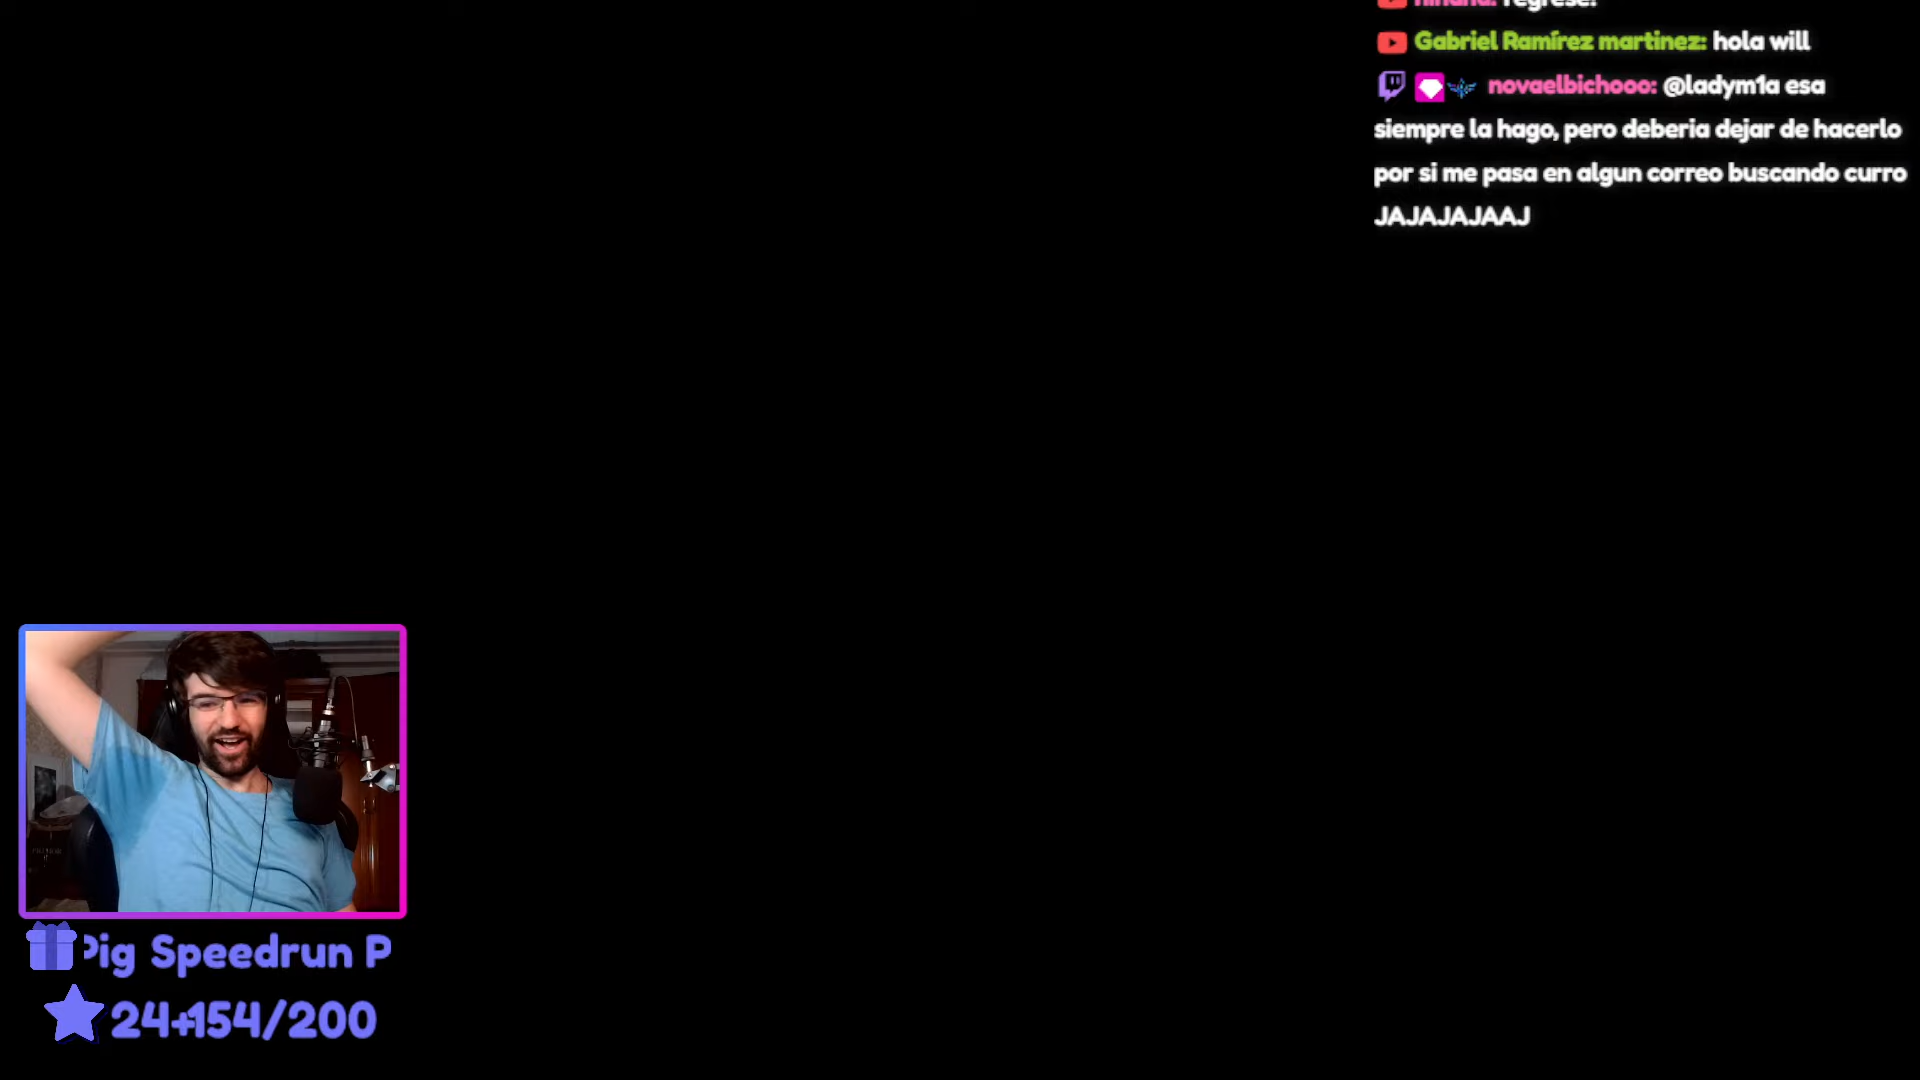 regrese!
Gabriel Ramírez martinez: hola will
novaelbichooo: @ladym1a esa
siempre la hago, pero deberia dejar de hacerlo
por si me pasa en algun correo buscando curro
JAJAJAJAAJ
Pig Speedrun P
24+154/200